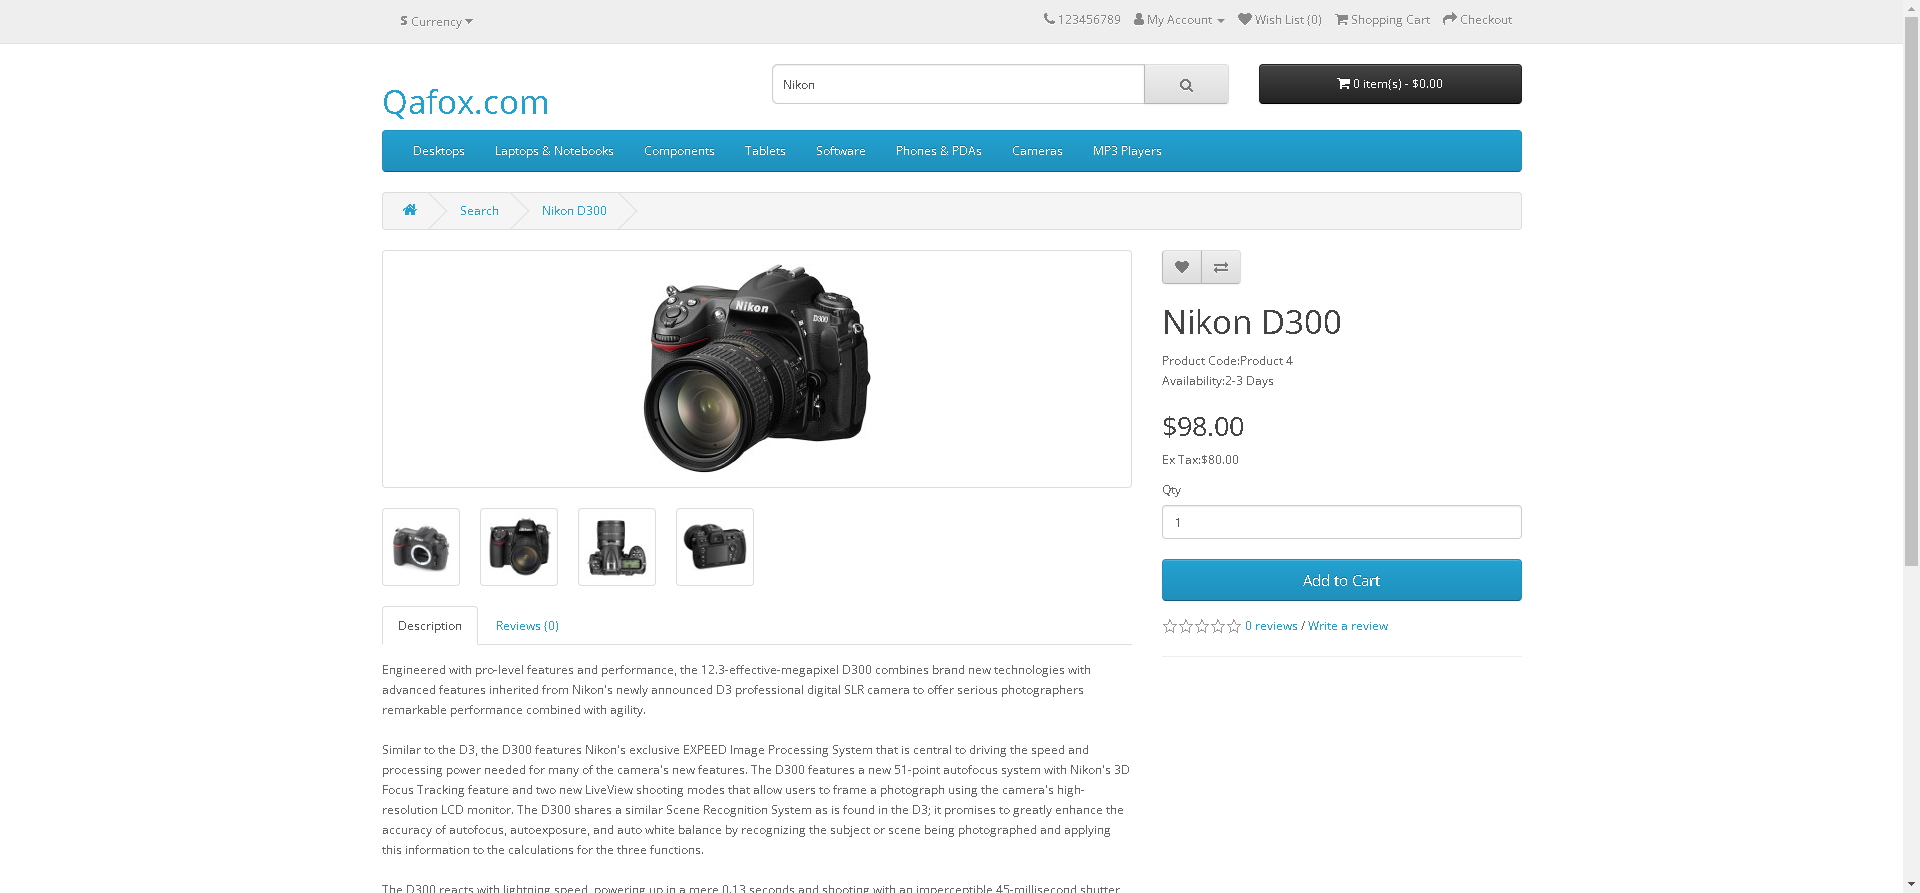 $ Currency
123456789 My Account Wish List (0) Shopping Cart Checkout
Qafox.com
Nikon
0 item(s) - $0.00
Desktops Laptops & Notebooks Components Tablets Software Phones & PDAs Cameras MP3 Players
Search Nikon D300
Nikon
D300
Nikon D300
Product Code:Product 4
Availability:2-3 Days
$98.00
Ex Tax:$80.00
Qty
1
Add to Cart
0 reviews / Write a review
Description Reviews (0)
Engineered with pro-level features and performance, the 12.3-effective-megapixel D300 combines brand new technologies with
advanced features inherited from Nikon's newly announced D3 professional digital SLR camera to offer serious photographers
remarkable performance combined with agility.
Similar to the D3, the D300 features Nikon's exclusive EXPEED Image Processing System that is central to driving the speed and
processing power needed for many of the camera's new features. The D300 features a new 51-point autofocus system with Nikon's 3D
Focus Tracking feature and two new LiveView shooting modes that allow users to frame a photograph using the camera's high-
resolution LCD monitor. The D300 shares a similar Scene Recognition System as is found in the D3; it promises to greatly enhance the
accuracy of autofocus, autoexposure, and auto white balance by recognizing the subject or scene being photographed and applying
this information to the calculations for the three functions.
The D300 reacts with lightning speed, powering up in a mere 0.13 seconds and shooting with an imperceptible 45-millisecond shutter